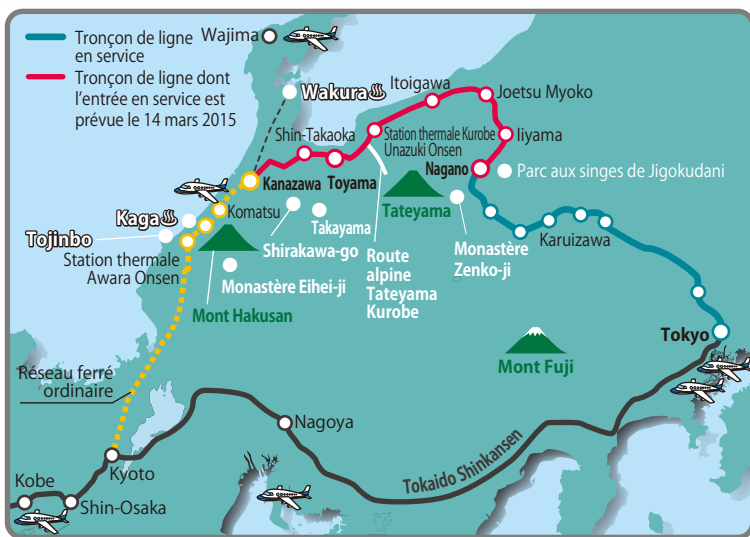 Tronçon de ligne
en service
Tronçon de ligne dont
l'entrée en service est
prévue le 14 mars 2015
Wajima
Wakura
Itoigawa
Joetsu Myoko
Shin-Takaoka
Station thermale Kurobe
Unazuki Onsen
Iiyama
Nagano
Parc aux singes de Jigokudani
Kanazawa
Toyama
Tateyama
Kaga
Komatsu
Tojinbo
Takayama
Shirakawa-go
Karuizawa
Station thermale
Awara Onsen
Monastère Eihei-ji
Route
alpine
Tateyama
Kurobe
Monastère
Zenko-ji
Mont Hakusan
Tokyo
Mont Fuji
Réseau ferré
ordinaire
Nagoya
Kyoto
Tokaido Shinkansen
Kobe
Shin-Osaka